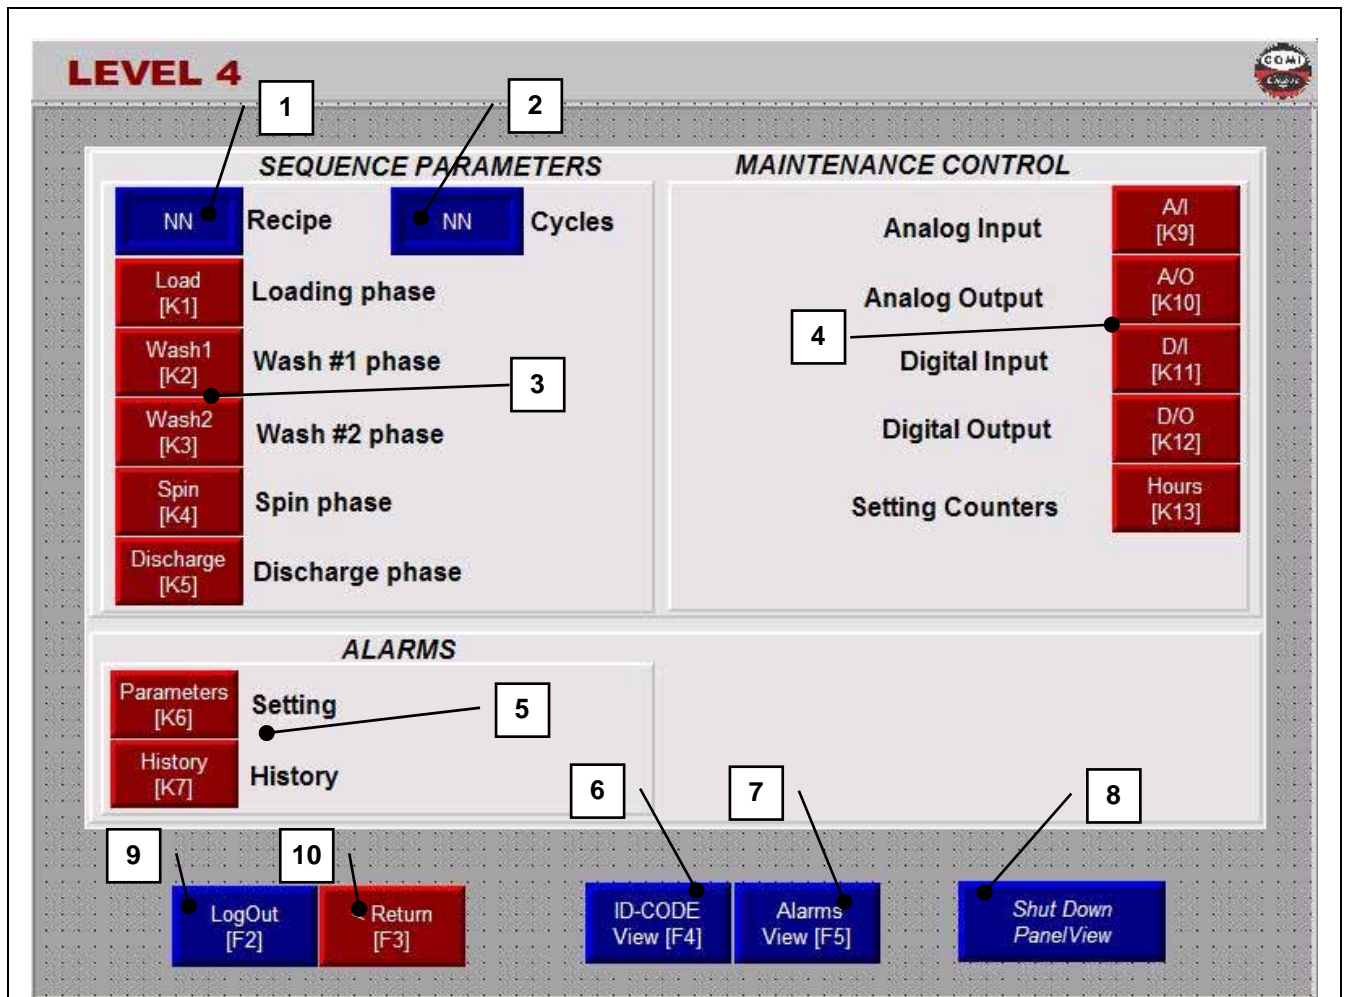 LEVEL 4
COMI
1
2
SEQUENCE PARAMETERS
MAINTENANCE CONTROL
NN
Recipe
NN
Cycles
Analog Input
A/I
[K9]
Load
[K1]
Loading phase
Analog Output
A/O
[K10]
4
Wash1
[K2]
Wash #1 phase
3
Digital Input
D/I
[K11]
Wash2
[K3]
Wash #2 phase
Digital Output
D/O
[K12]
Spin
[K4]
Spin phase
Setting Counters
Hours
[K13]
Discharge
[K5]
Discharge phase
ALARMS
Parameters
[K6]
Setting
5
History
[K7]
History
6
7
8
9
10
LogOut
[F2]
Return
[F3]
ID-CODE
View [F4]
Alarms
View [F5]
Shut Down
PanelView